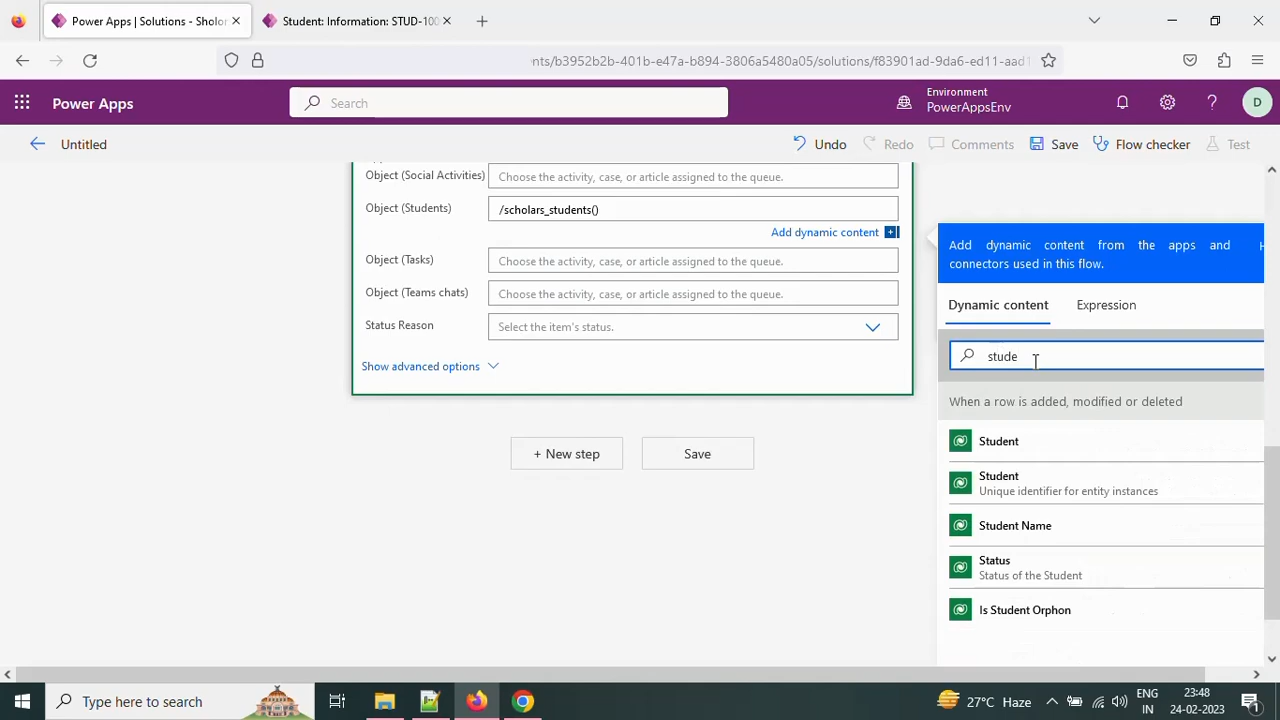 Power Apps | Solutions - Sholar
Student: Information: STUD-100
nts/b3952b2b-401b-e47a-b894-3806a5480a05/solutions/f83901ad-9da6-ed11-aad1
Power Apps
Search
Environment
PowerAppsEnv
D
Untitled
Undo
Redo
Comments
Save
Flow checker
Test
Object (Social Activities)
Choose the activity, case, or article assigned to the queue.
Object (Students)
/scholars_students()
Add dynamic content
Object (Tasks)
Choose the activity, case, or article assigned to the queue.
Object (Teams chats)
Choose the activity, case, or article assigned to the queue.
Status Reason
Select the item's status.
Show advanced options
+ New step
Save
Add dynamic content from the apps and
connectors used in this flow.
Dynamic content
Expression
stude
When a row is added, modified or deleted
Student
Student
Unique identifier for entity instances
Student Name
Status
Status of the Student
Is Student Orphon
Type here to search
27°C Haze
ENG
IN
23:48
24-02-2023
1